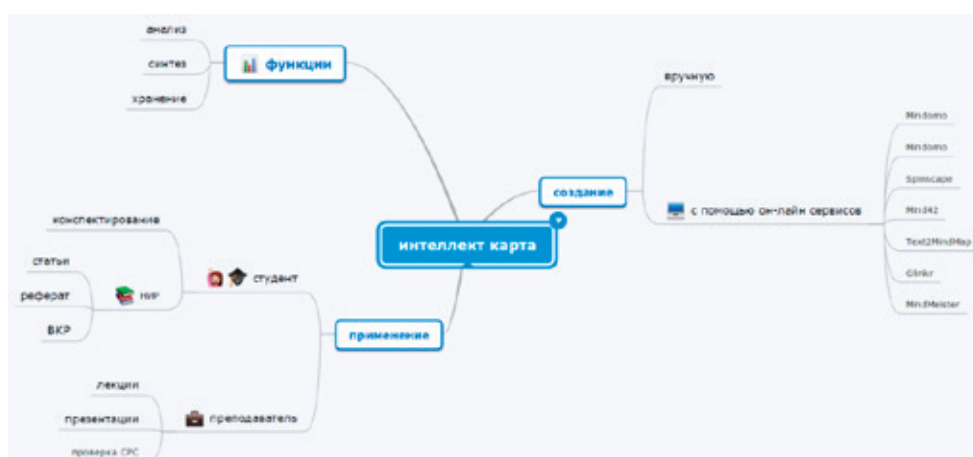 анализ
синтез
хранение
функции
вручную
Mindomo
Mindomo
Spinscape
Mind42
Text2MindMap
Glinkr
MindMeister
создание
с помощью он-лайн сервисов
интеллект карта
конспектирование
статьи
реферат
ВКР
НИР
студент
применение
лекции
презентации
проверка СРС
преподаватель